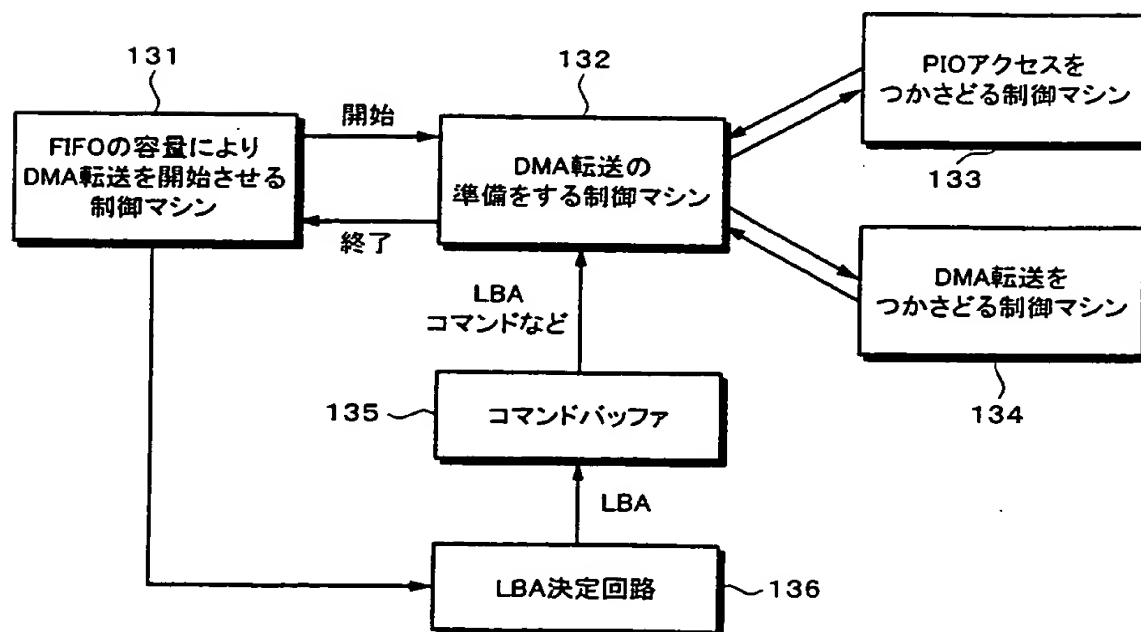 131
FIFOの容量により
DMA転送を開始させる
制御マシン
開始
終了
132
DMA転送の
準備をする制御マシン
PIOアクセスを
つかさどる制御マシン
133
DMA転送を
つかさどる制御マシン
134
LBA
コマンドなど
135
コマンドバッファ
LBA
LBA決定回路
136